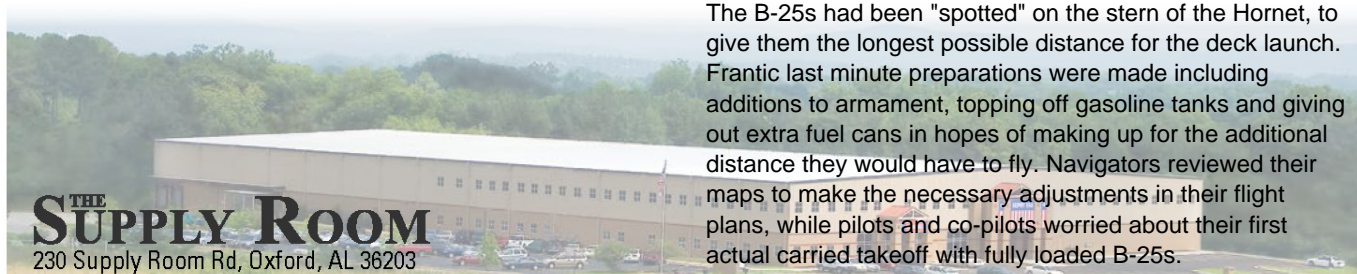 The B-25s had been "spotted" on the stern of the Hornet, to
give them the longest possible distance for the deck launch.
Frantic last minute preparations were made including
additions to armament, topping off gasoline tanks and giving
out extra fuel cans in hopes of making up for the additional
distance they would have to fly. Navigators reviewed their
maps to make the necessary adjustments in their flight
plans, while pilots and co-pilots worried about their first
actual carried takeoff with fully loaded B-25s.
THE
SUPPLY ROOM
230 Supply Room Rd, Oxford, AL 36203